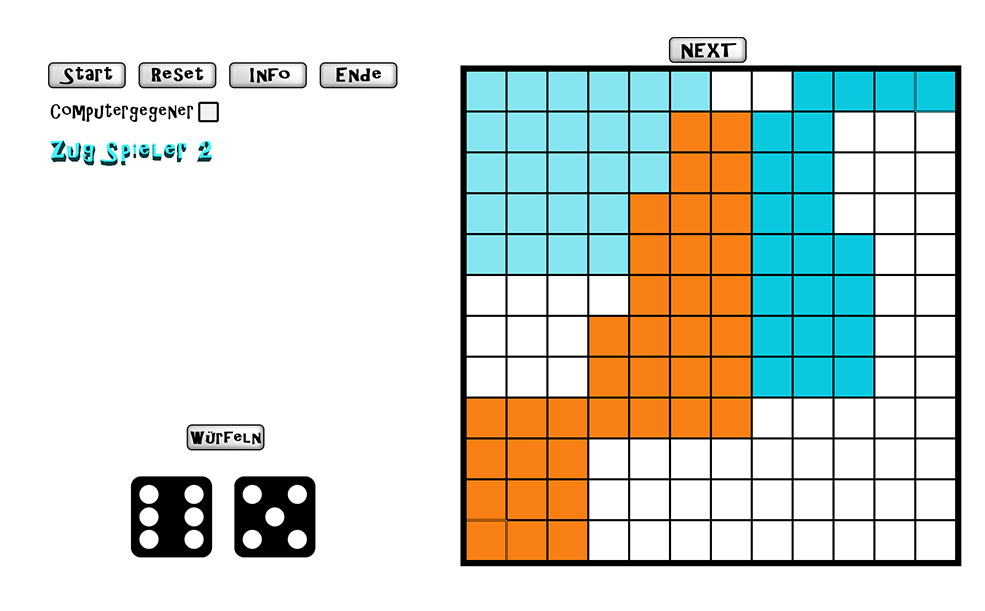 NEXT
Start Reset Info Ende
Computergegener
Zug Spieler 2
Würfeln